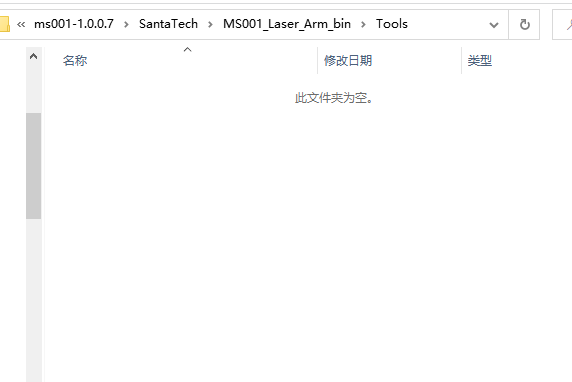 « ms001-1.0.0.7 › SantaTech › MS001_Laser_Arm_bin › Tools
名称 修改日期 类型
此文件夹为空。